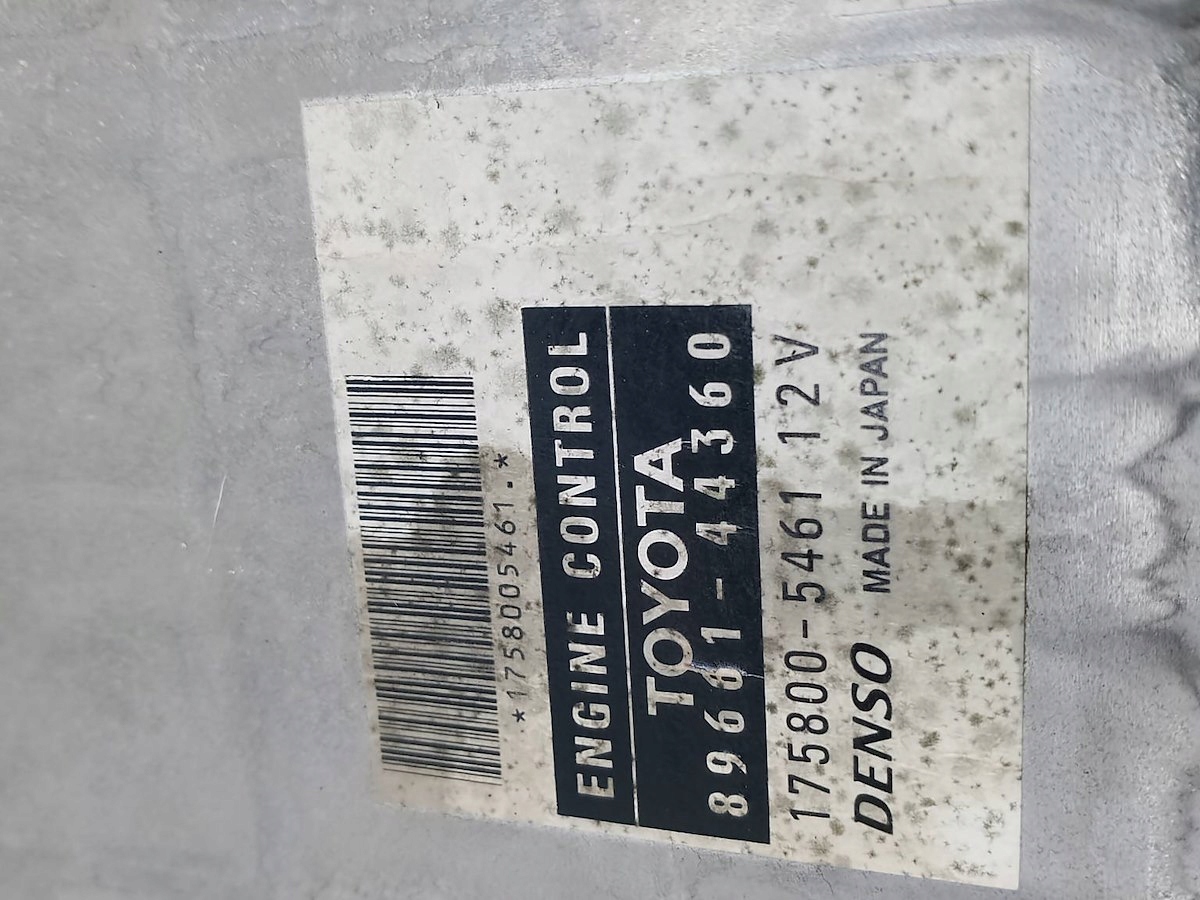 *1758005461.*
ENGINE CONTROL
TOYOTA
89661-44360
175800-5461 12V
DENSO MADE IN JAPAN